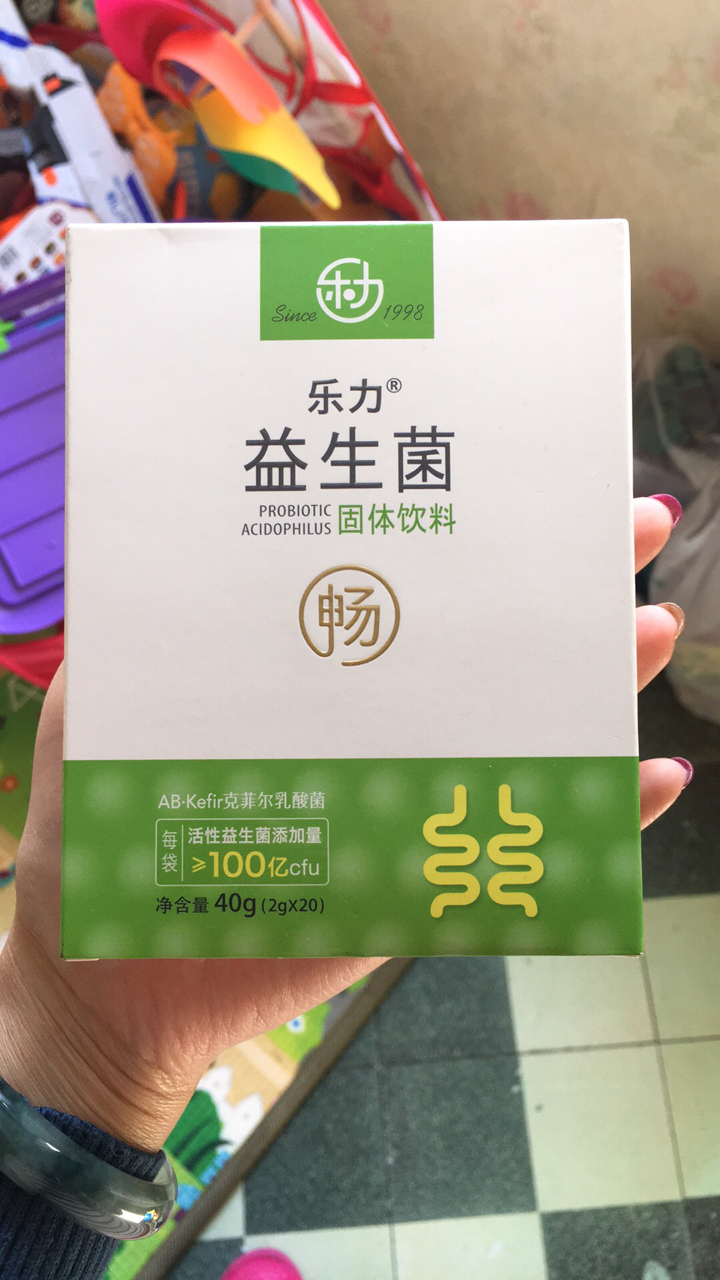 乐力
Since 1998
乐力®
益生菌
PROBIOTIC
ACIDOPHILUS
固体饮料
畅
AB·Kefir克菲尔乳酸菌
每袋
活性益生菌添加量
≥100亿cfu
净含量 40g (2gX20)